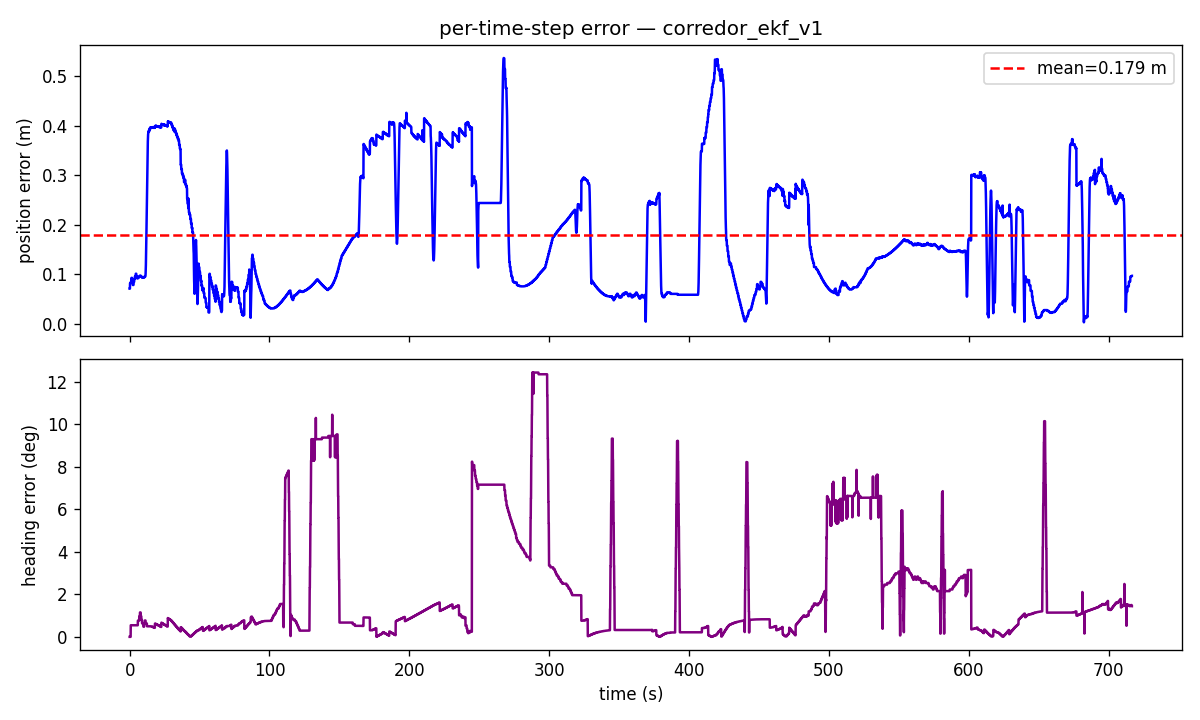 per-time-step error — corredor_ekf_v1
mean=0.179 m
position error (m)
0.5
0.4
0.3
0.2
0.1
0.0
heading error (deg)
12
10
8
6
4
2
0
0 100 200 300 400 500 600 700
time (s)